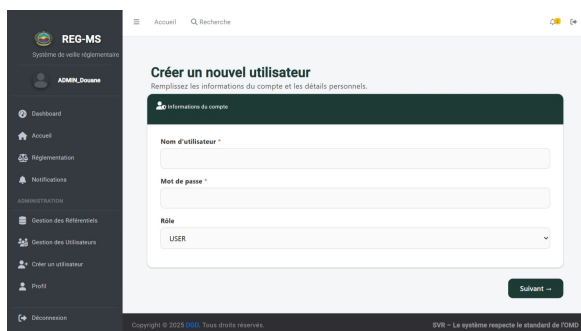 REG-MS
Système de veille réglementaire
ADMIN_Douane
Dashboard
Accueil
Réglementation
Notifications
ADMINISTRATION
Gestion des Référentiels
Gestion des Utilisateurs
Créer un utilisateur
Profil
Déconnexion
Accueil
Recherche
Créer un nouvel utilisateur
Remplissez les informations du compte et les détails personnels.
Informations du compte
Nom d'utilisateur *
Mot de passe *
Rôle
USER
Suivant →
Copyright © 2025 DGD. Tous droits réservés.
SVR – Le système respecte le standard de l'OMD